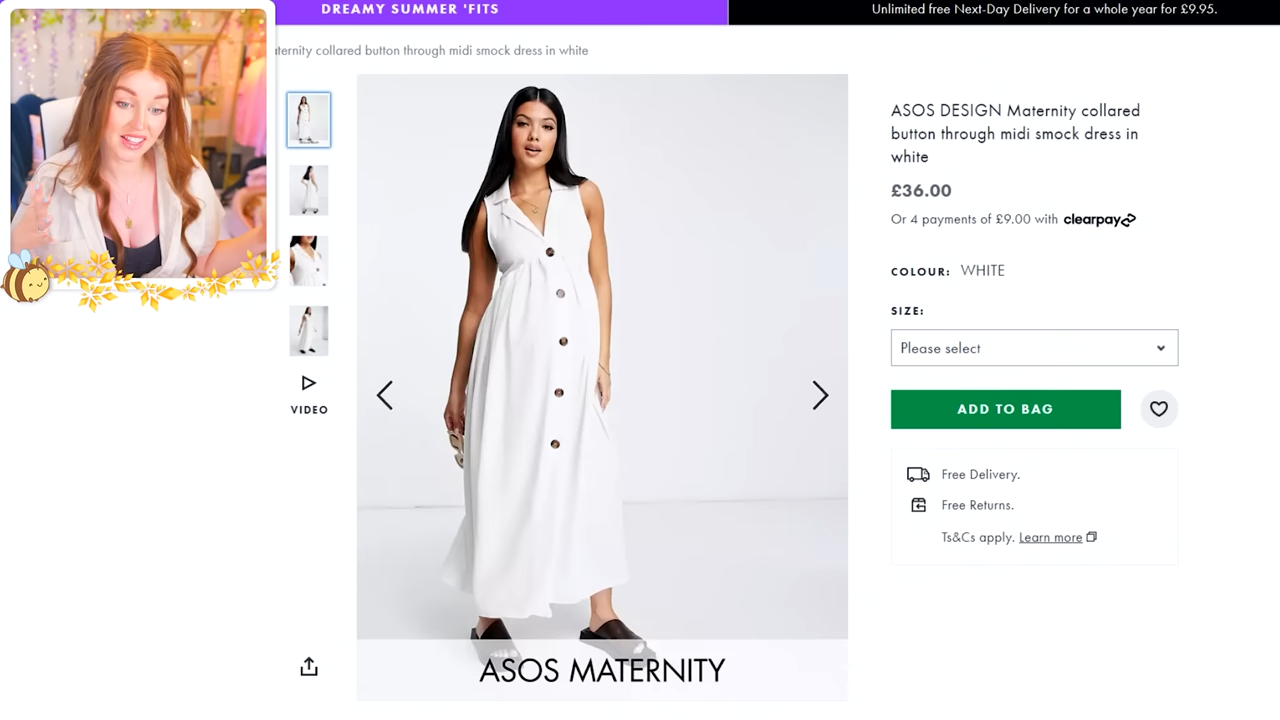 DREAMY SUMMER 'FITS
Unlimited free Next-Day Delivery for a whole year for £9.95.
collared button through midi smock dress in white
ASOS DESIGN Maternity collared
button through midi smock dress in
white
£36.00
Or 4 payments of £9.00 with clearpay
COLOUR: WHITE
SIZE:
Please select
ADD TO BAG
Free Delivery.
Free Returns.
Ts&Cs apply. Learn more
VIDEO
ASOS MATERNITY